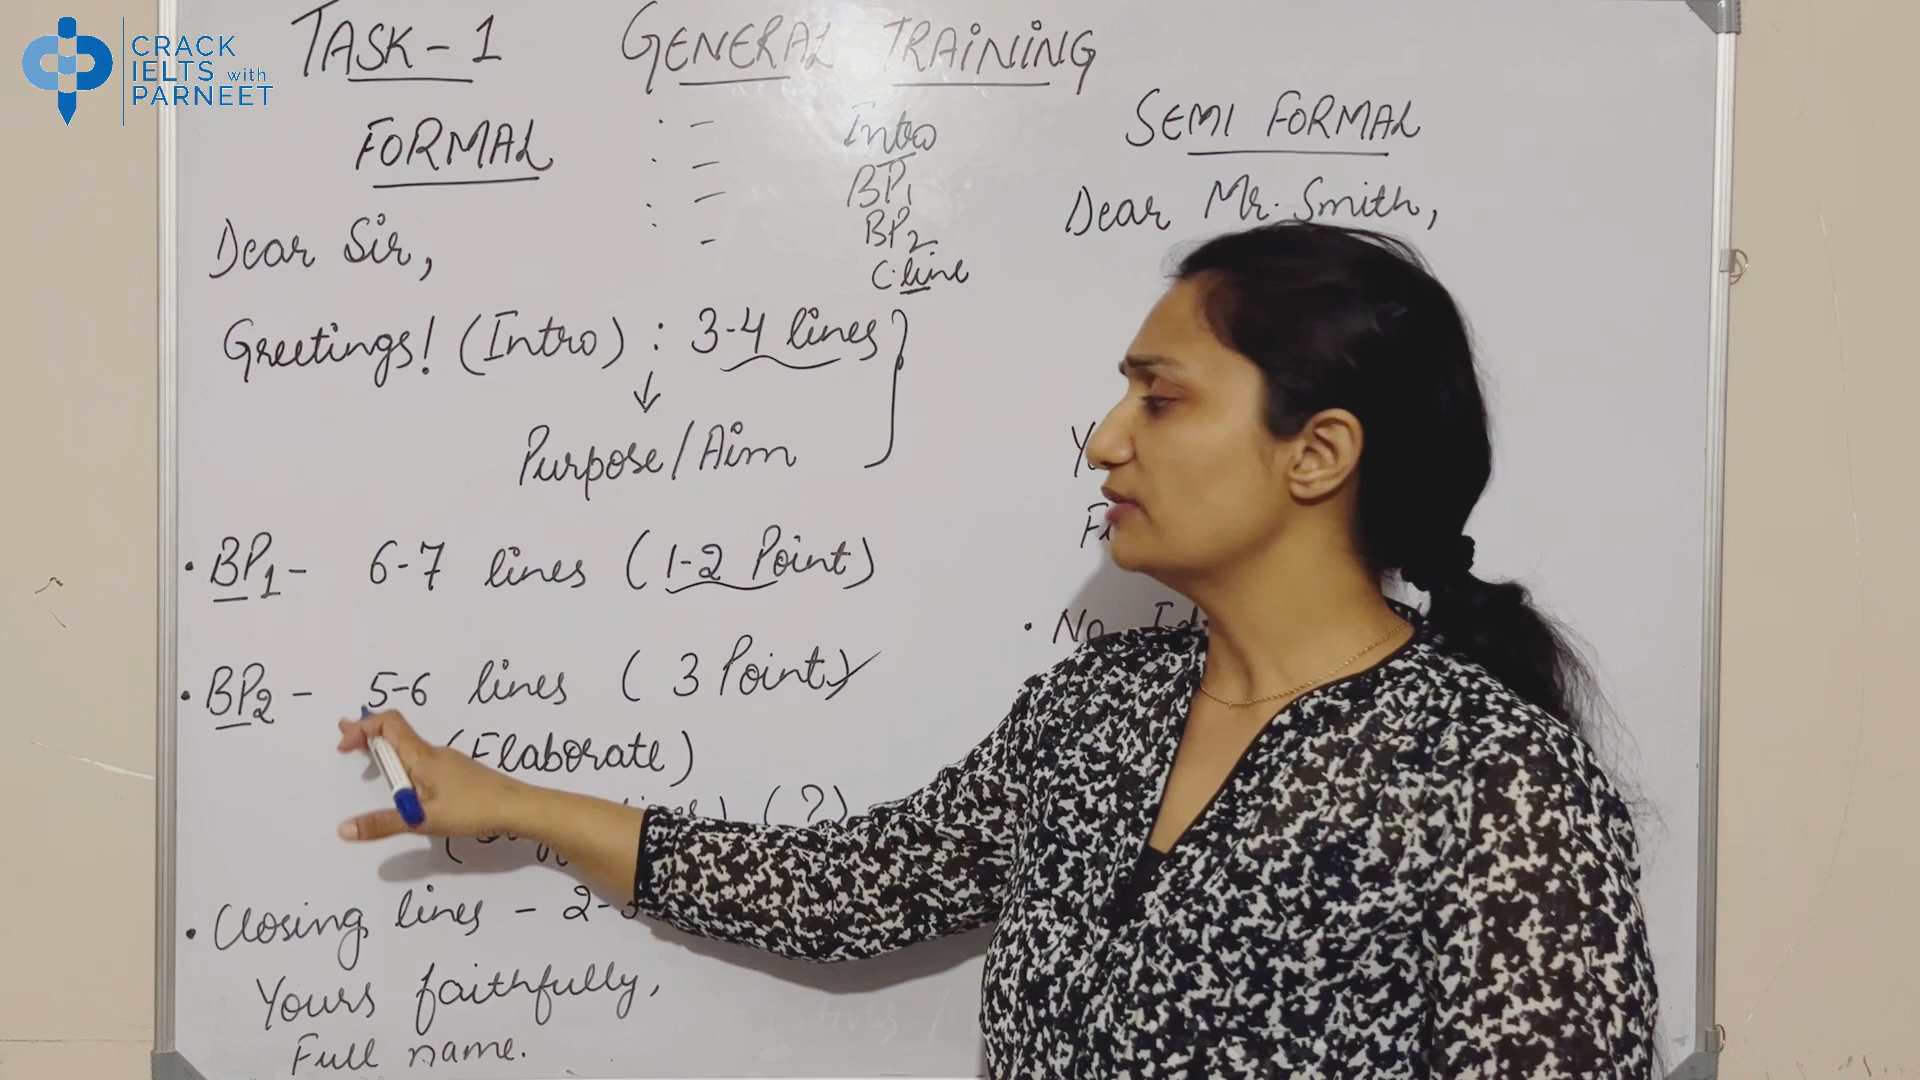 CRACK
IELTS with
PARNEET
TASK-1 GENERAL TRAINING
FORMAL
Intro
BP1
BP2
C.line
Dear Sir,
Greetings! (Intro) : 3-4 lines
↓
Purpose/Aim
• BP1 - 6-7 lines (1-2 Point)
• BP2 - 5-6 lines (3 Point)
(Elaborate)
(?)
• Closing lines - 2-
Yours faithfully,
Full name.
SEMI FORMAL
Dear Mr. Smith,
• No